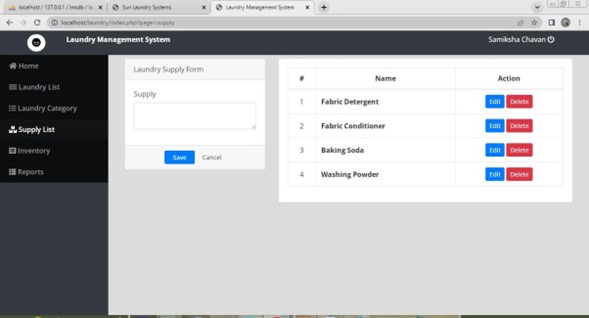 localhost / 127.0.0.1 / lmsdb / la
Sun Laundry Systems
Laundry Management System
localhost/laundry/index.php?page=supply
Laundry Management System
Samiksha Chavan
Home
Laundry List
Laundry Category
Supply List
Inventory
Reports
Laundry Supply Form
Supply
Save Cancel
# Name Action
1 Fabric Detergent Edit Delete
2 Fabric Conditioner Edit Delete
3 Baking Soda Edit Delete
4 Washing Powder Edit Delete